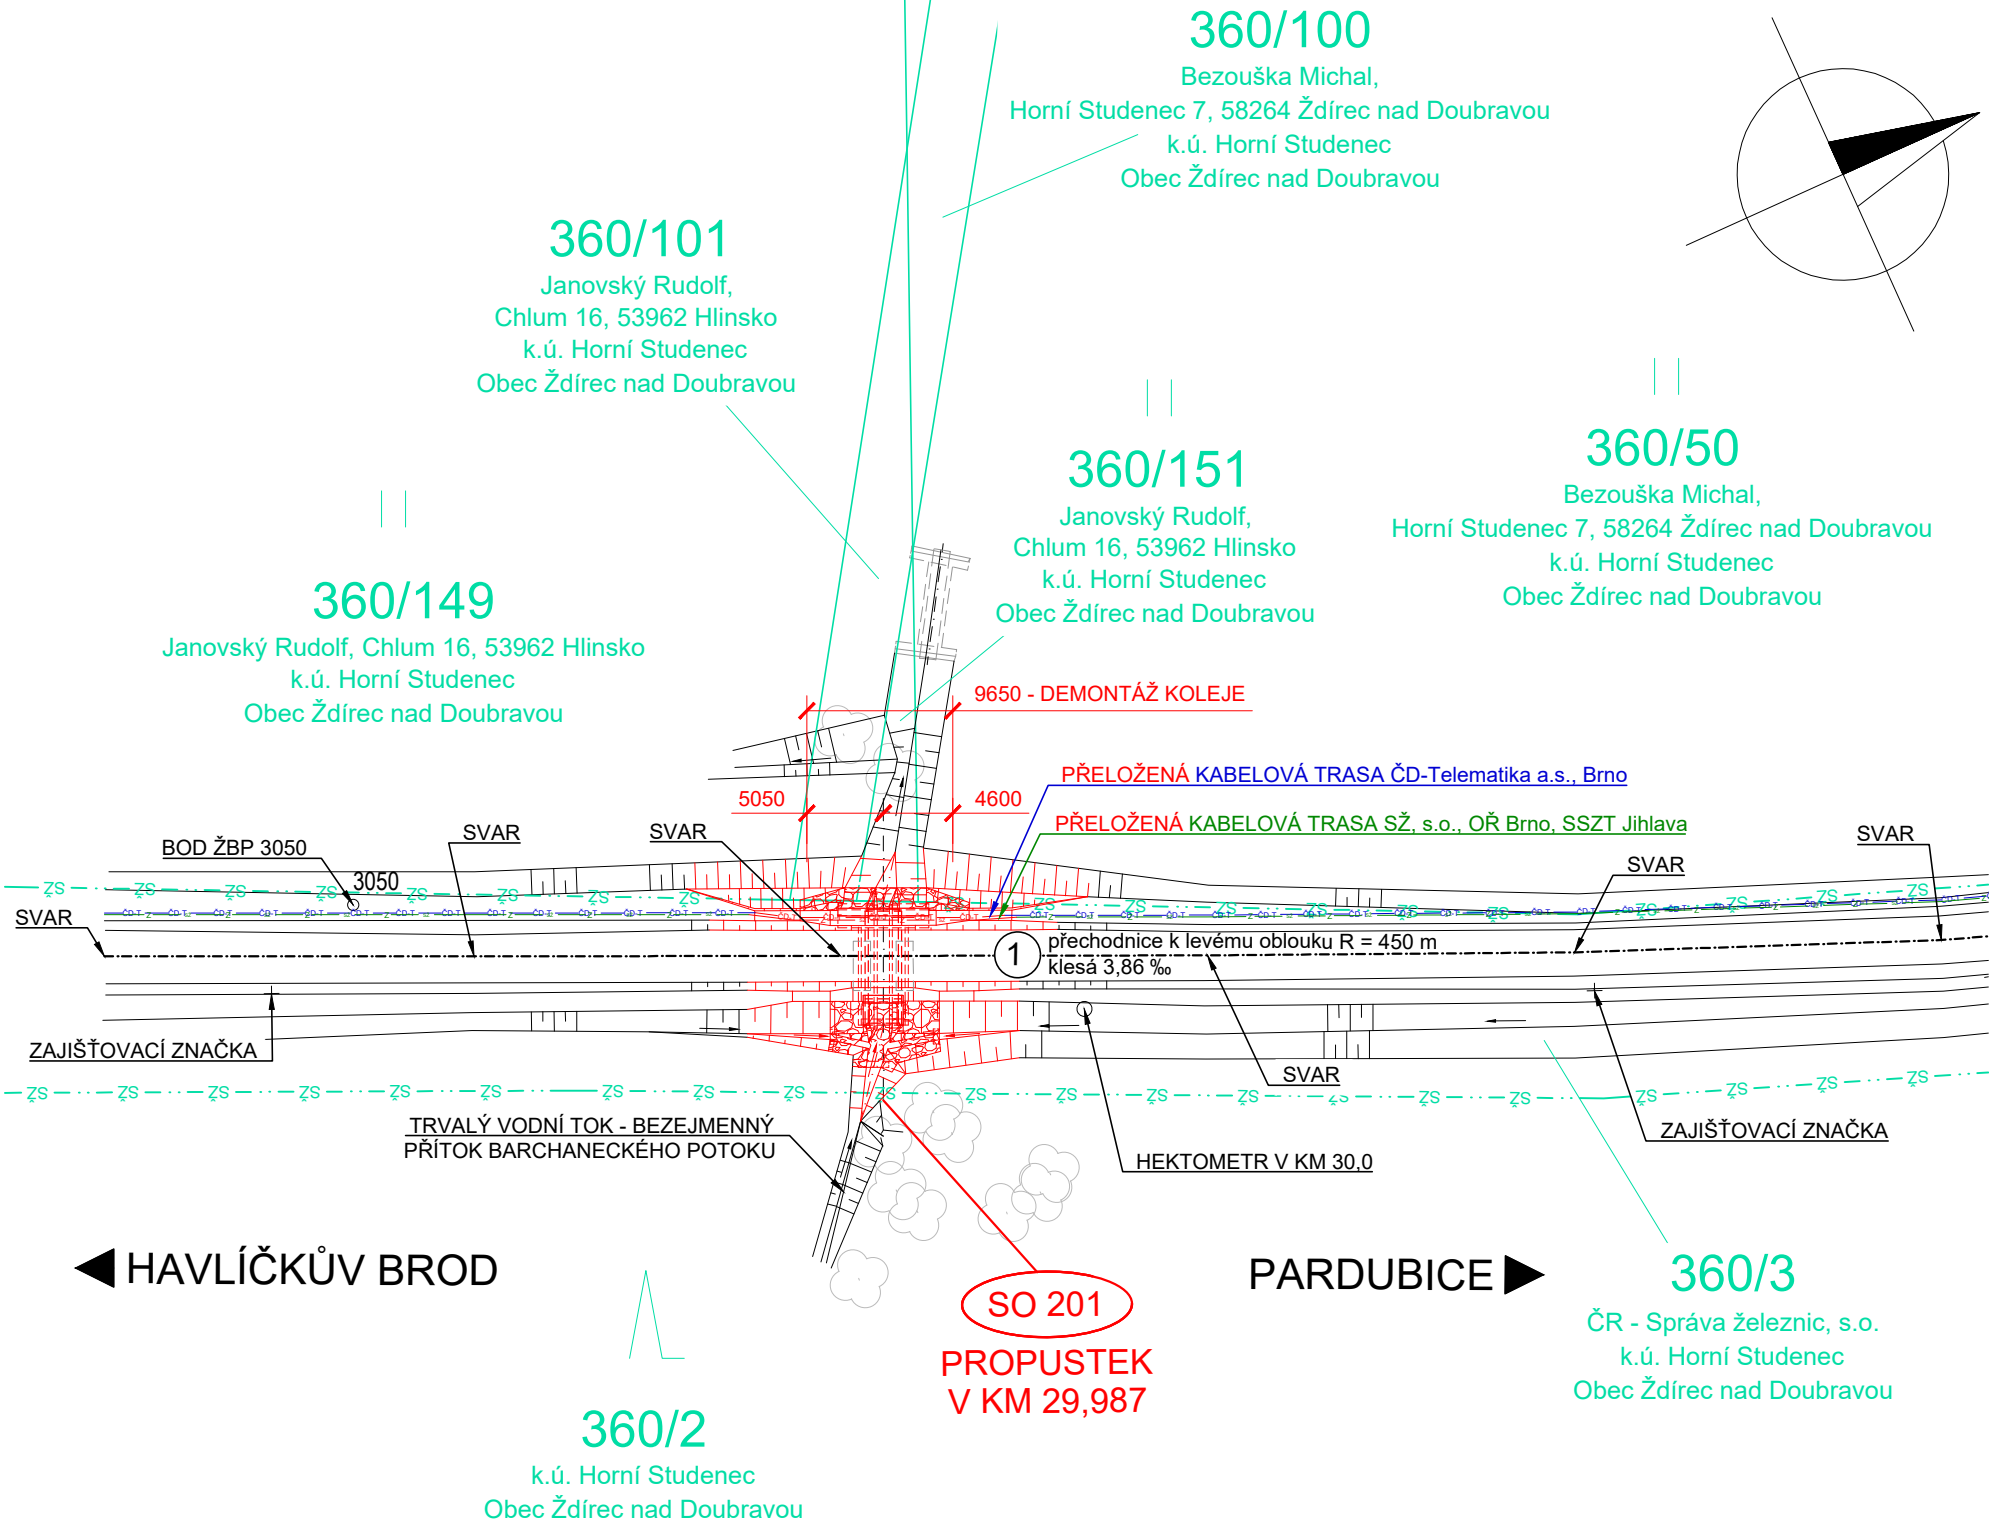 360/100
Bezouška Michal,
Horní Studenec 7, 58264 Ždírec nad Doubravou
k.ú. Horní Studenec
Obec Ždírec nad Doubravou
360/101
Janovský Rudolf,
Chlum 16, 53962 Hlinsko
k.ú. Horní Studenec
Obec Ždírec nad Doubravou
360/151
Janovský Rudolf,
Chlum 16, 53962 Hlinsko
k.ú. Horní Studenec
Obec Ždírec nad Doubravou
360/50
Bezouška Michal,
Horní Studenec 7, 58264 Ždírec nad Doubravou
k.ú. Horní Studenec
Obec Ždírec nad Doubravou
360/149
Janovský Rudolf, Chlum 16, 53962 Hlinsko
k.ú. Horní Studenec
Obec Ždírec nad Doubravou
9650 - DEMONTÁŽ KOLEJE
5050
4600
PŘELOŽENÁ KABELOVÁ TRASA ČD-Telematika a.s., Brno
PŘELOŽENÁ KABELOVÁ TRASA SŽ, s.o., OŘ Brno, SSZT Jihlava
BOD ŽBP 3050
3050
SVAR
SVAR
SVAR
SVAR
SVAR
1
přechodnice k levému oblouku R = 450 m
klesá 3,86 ‰
ZAJIŠŤOVACÍ ZNAČKA
SVAR
TRVALÝ VODNÍ TOK - BEZEJMENNÝ
PŘÍTOK BARCHANECKÉHO POTOKU
HEKTOMETR V KM 30,0
ZAJIŠŤOVACÍ ZNAČKA
HAVLÍČKŮV BROD
PARDUBICE
SO 201
PROPUSTEK
V KM 29,987
360/3
ČR - Správa železnic, s.o.
k.ú. Horní Studenec
Obec Ždírec nad Doubravou
360/2
k.ú. Horní Studenec
Obec Ždírec nad Doubravou